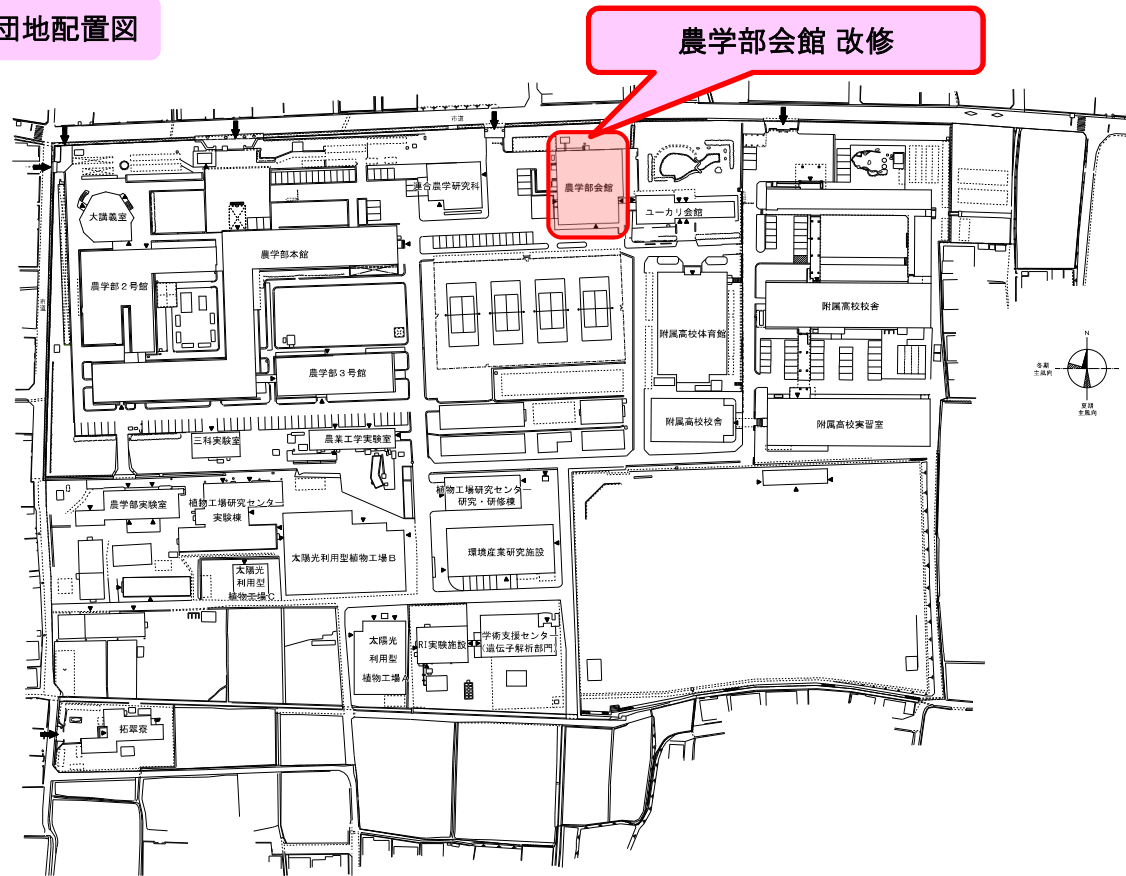 団地配置図
農学部会館 改修
市道
連合農学研究科
農学部会館
大講義室
ユーカリ会館
農学部本館
農学部２号館
市道
附属高校校舎
附属高校体育館
N
冬期
主風向
夏期
主風向
農学部３号館
附属高校校舎
附属高校実習室
三科実験室
農業工学実験室
農学部実験室
植物工場研究センター
実験棟
植物工場研究センター
研究・研修棟
太陽光利用型植物工場Ｂ
環境産業研究施設
太陽光
利用型
植物工場Ｃ
太陽光
利用型
植物工場Ａ
RI実験施設
学術支援センター
(遺伝子解析部門)
拓翠寮